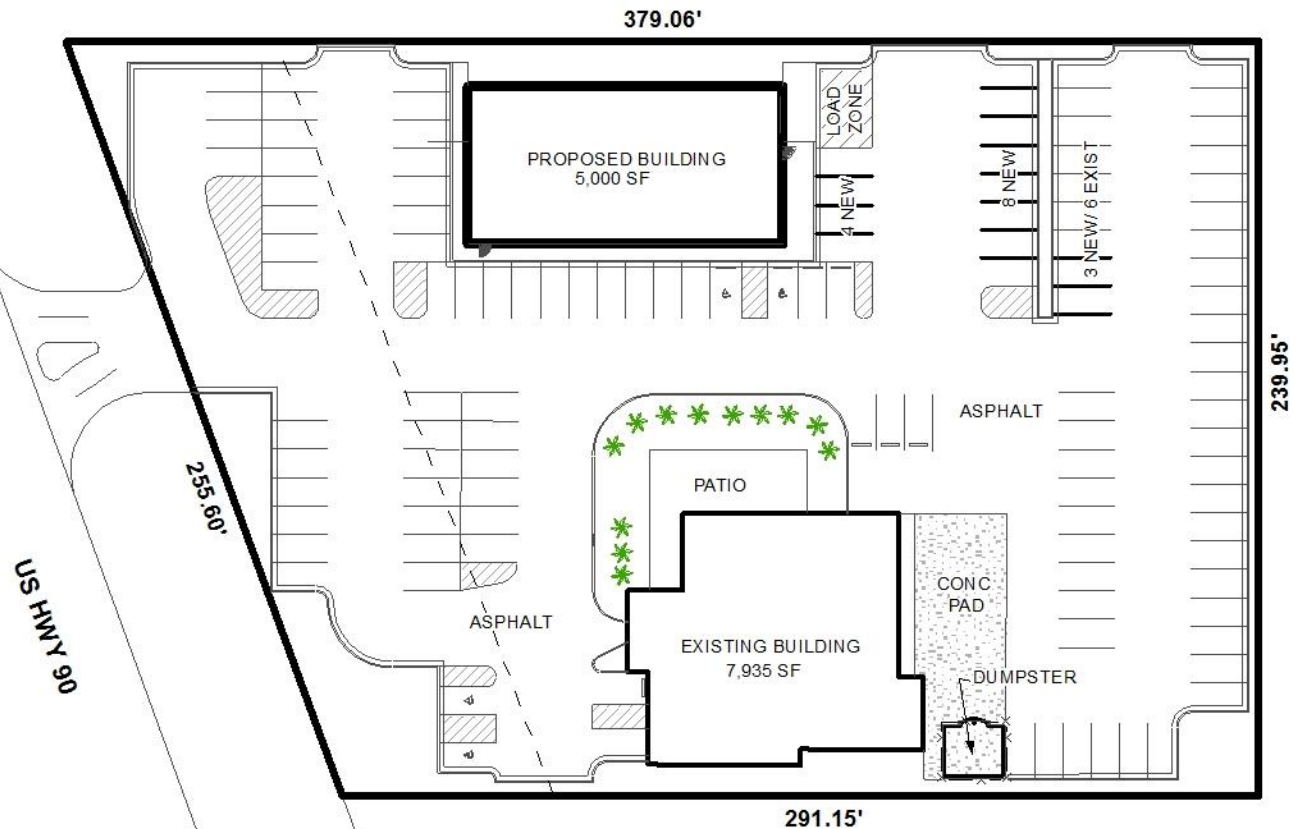 379.06'
LOAD
ZONE
PROPOSED BUILDING
5,000 SF
4 NEW
8 NEW
3 NEW/ 6 EXIST
239.95'
ASPHALT
PATIO
255.60'
US HWY 90
CONC
PAD
ASPHALT
EXISTING BUILDING
7,935 SF
DUMPSTER
291.15'